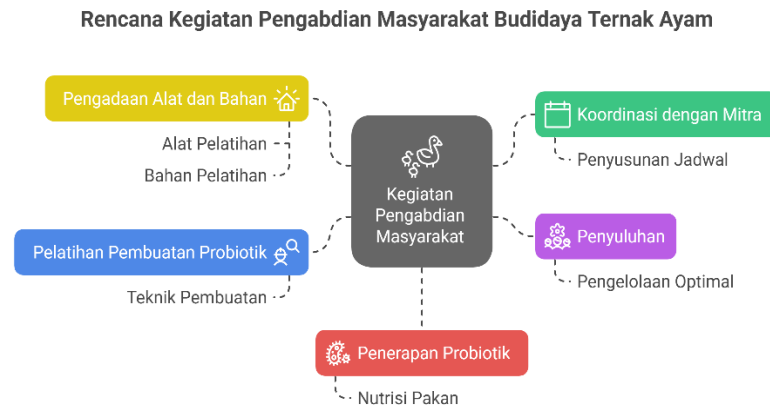 Rencana Kegiatan Pengabdian Masyarakat Budidaya Ternak Ayam
Pengadaan Alat dan Bahan
Alat Pelatihan
Bahan Pelatihan
Pelatihan Pembuatan Probiotik
Teknik Pembuatan
Kegiatan
Pengabdian
Masyarakat
Koordinasi dengan Mitra
Penyusunan Jadwal
Penyuluhan
Pengelolaan Optimal
Penerapan Probiotik
Nutrisi Pakan